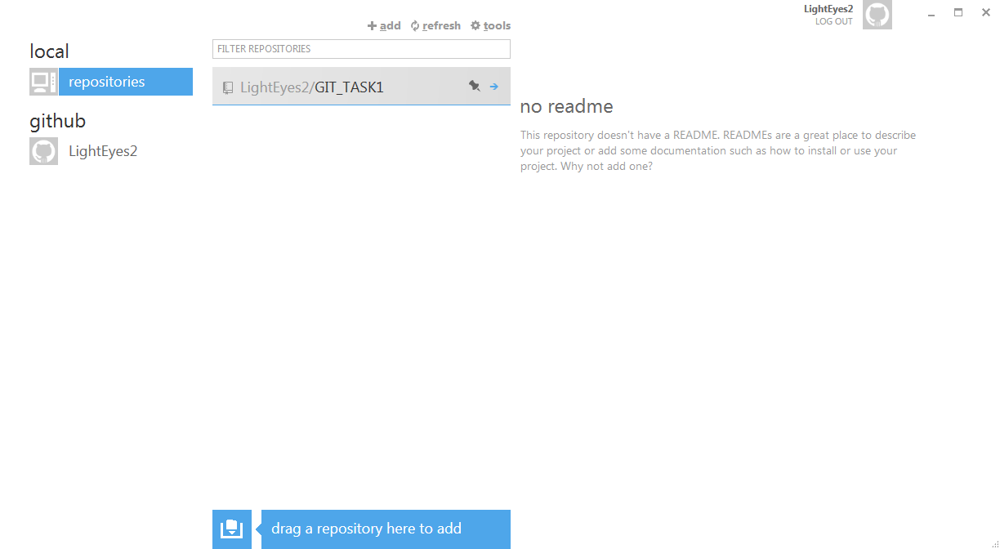 LightEyes2
LOG OUT
add refresh tools
local
FILTER REPOSITORIES
repositories
LightEyes2/GIT_TASK1
no readme
github
This repository doesn't have a README. READMEs are a great place to describe
your project or add some documentation such as how to install or use your
project. Why not add one?
LightEyes2
drag a repository here to add